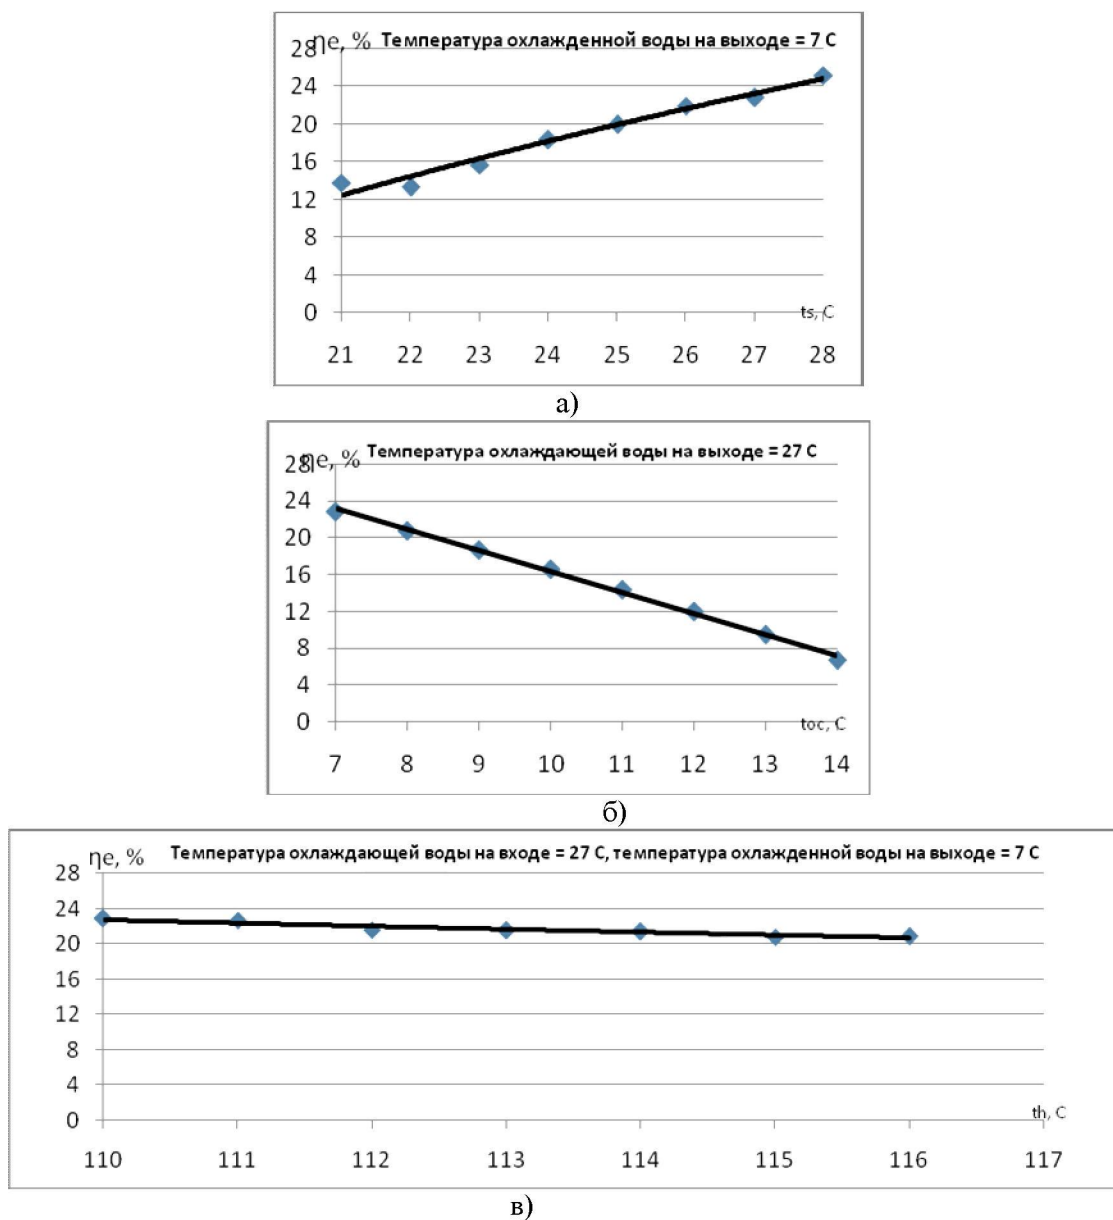 ηe, % Температура охлажденной воды на выходе = 7 С
28
24
20
16
12
8
4
0
ts, С
21 22 23 24 25 26 27 28
а)
ηe, % Температура охлаждающей воды на выходе = 27 С
28
24
20
16
12
8
4
0
toc, С
7 8 9 10 11 12 13 14
б)
ηe, % Температура охлаждающей воды на входе = 27 С, температура охлажденной воды на выходе = 7 С
28
24
20
16
12
8
4
0
th, С
110 111 112 113 114 115 116 117
в)